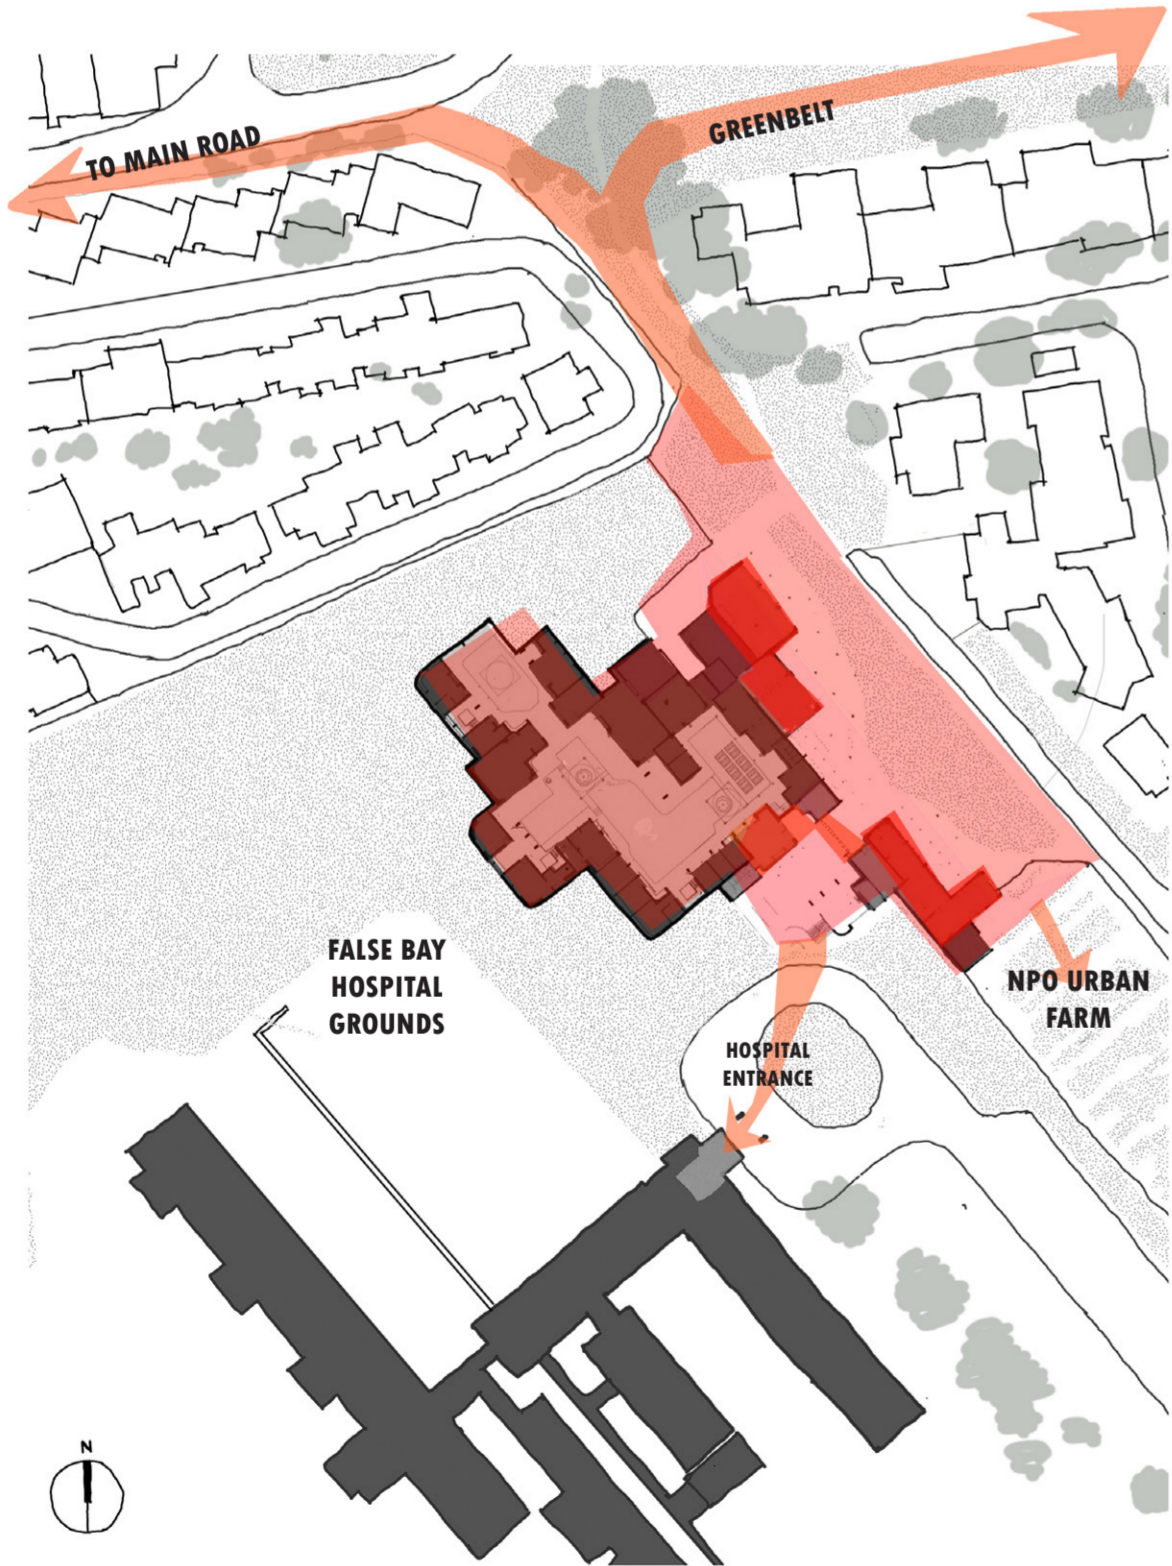 GREENBELT
TO MAIN ROAD
FALSE BAY
HOSPITAL
GROUNDS
NPO URBAN
FARM
HOSPITAL
ENTRANCE
N